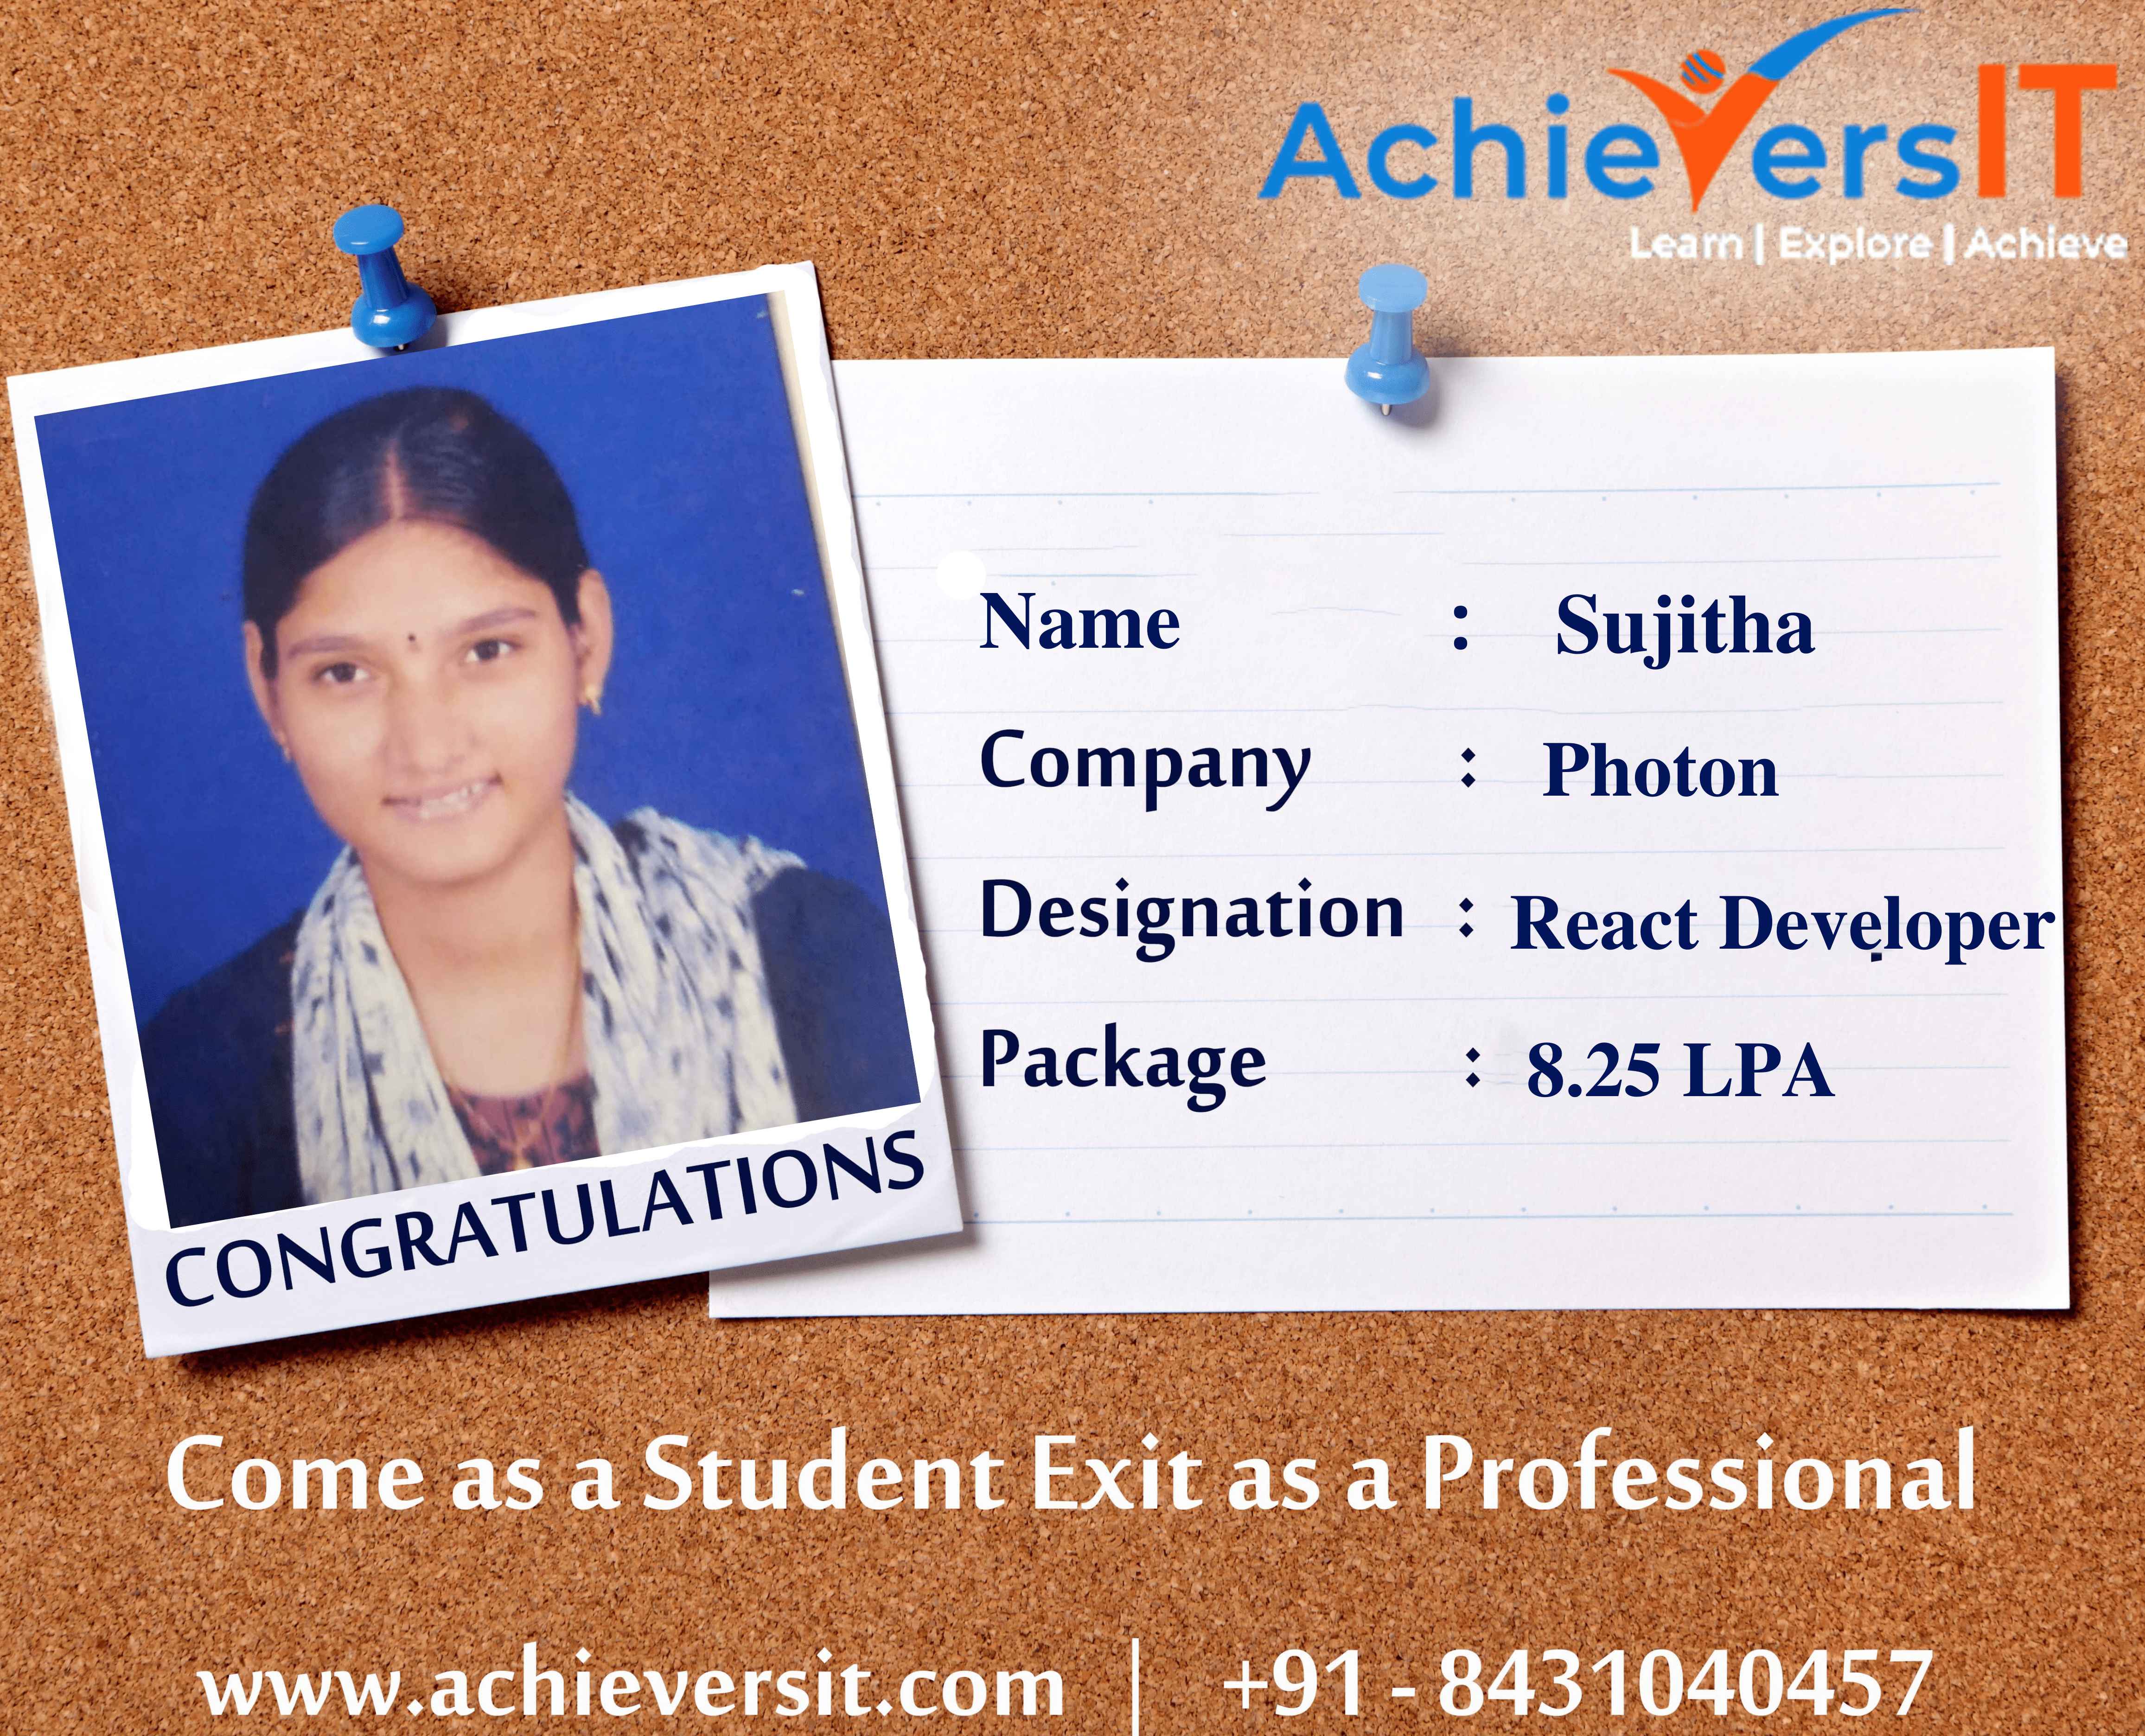 AchieversIT
Learn | Explore | Achieve
Name : Sujitha
Company : Photon
Designation : React Developer
Package : 8.25 LPA
CONGRATULATIONS
Come as a Student Exit as a Professional
www.achieversit.com | +91 - 8431040457